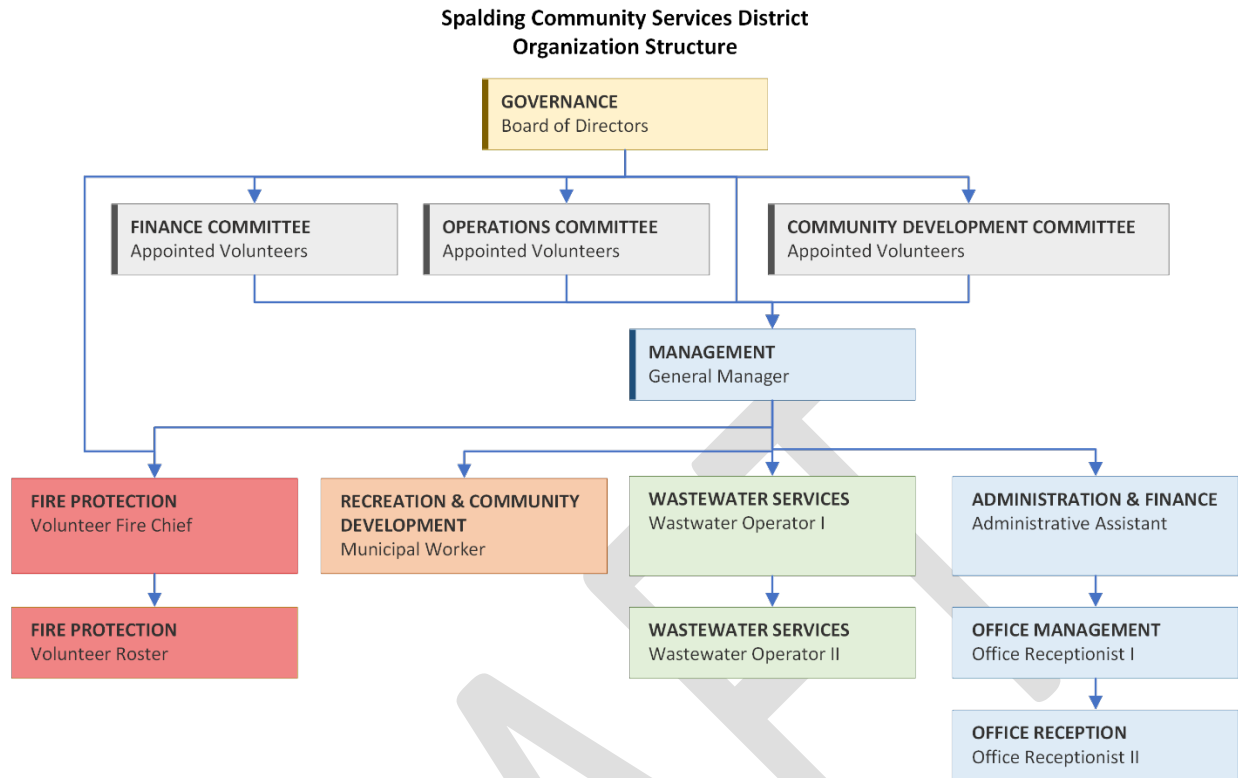 Spalding Community Services District
Organization Structure
GOVERNANCE
Board of Directors
FINANCE COMMITTEE
Appointed Volunteers
OPERATIONS COMMITTEE
Appointed Volunteers
COMMUNITY DEVELOPMENT COMMITTEE
Appointed Volunteers
MANAGEMENT
General Manager
FIRE PROTECTION
Volunteer Fire Chief
RECREATION & COMMUNITY
DEVELOPMENT
Municipal Worker
WASTEWATER SERVICES
Wastwater Operator I
ADMINISTRATION & FINANCE
Administrative Assistant
FIRE PROTECTION
Volunteer Roster
WASTEWATER SERVICES
Wastewater Operator II
OFFICE MANAGEMENT
Office Receptionist I
OFFICE RECEPTION
Office Receptionist II